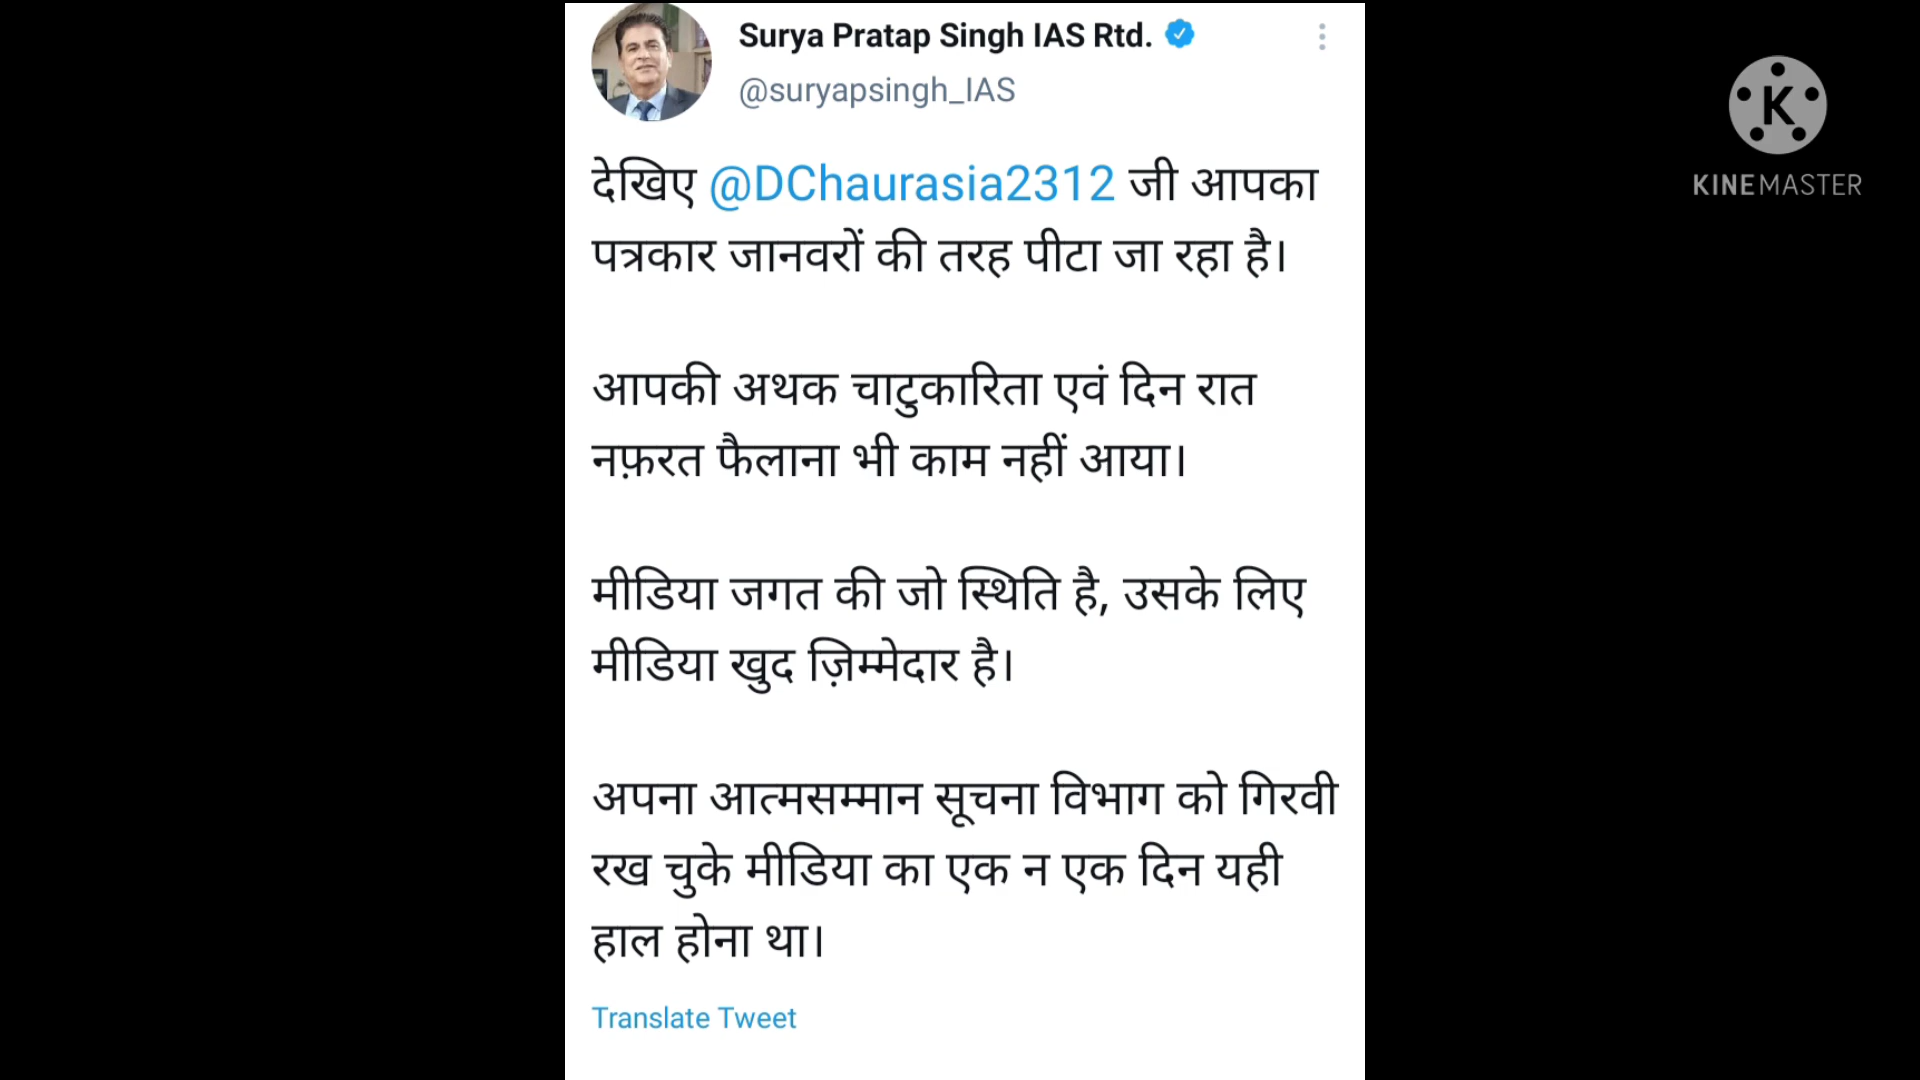 Surya Pratap Singh IAS Rtd.
@suryapsingh_IAS
देखिए @DChaurasia2312 जी आपका
पत्रकार जानवरों की तरह पीटा जा रहा है।
आपकी अथक चाटुकारिता एवं दिन रात
नफ़रत फैलाना भी काम नहीं आया।
मीडिया जगत की जो स्थिति है, उसके लिए
मीडिया खुद ज़िम्मेदार है।
अपना आत्मसम्मान सूचना विभाग को गिरवी
रख चुके मीडिया का एक न एक दिन यही
हाल होना था।
Translate Tweet
K
KINEMASTER